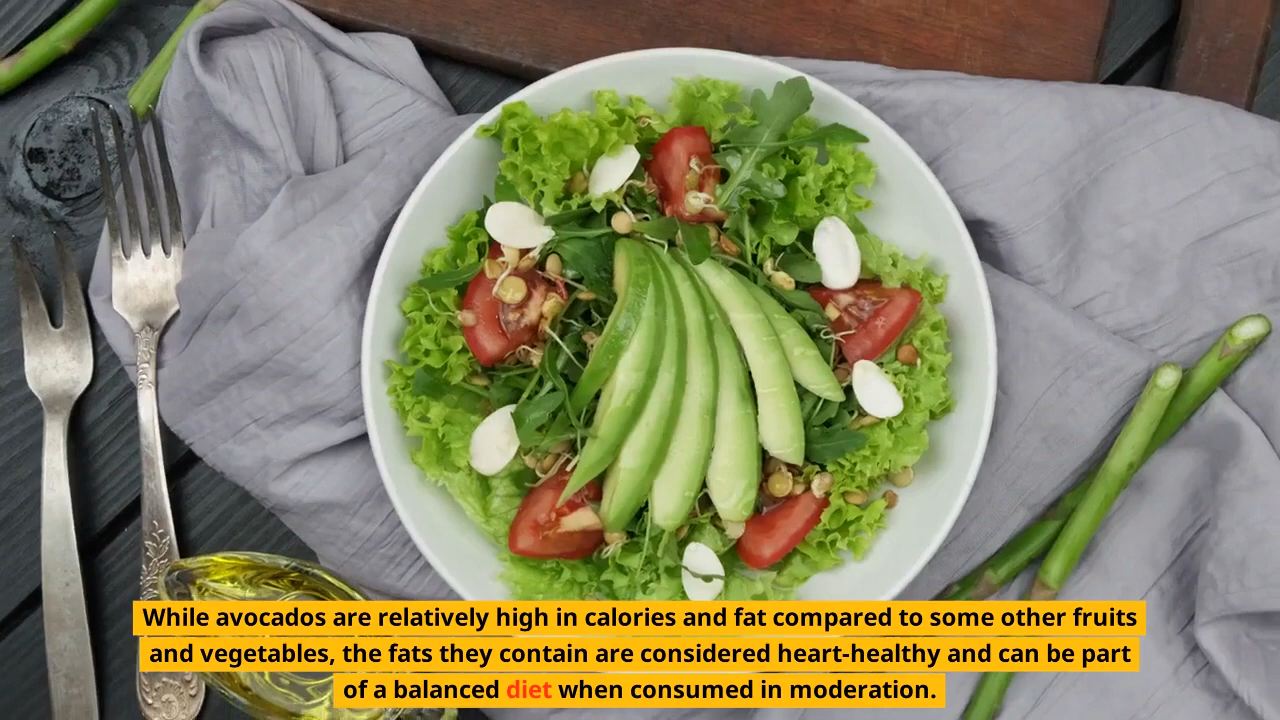 While avocados are relatively high in calories and fat compared to some other fruits
and vegetables, the fats they contain are considered heart-healthy and can be part
of a balanced diet when consumed in moderation.